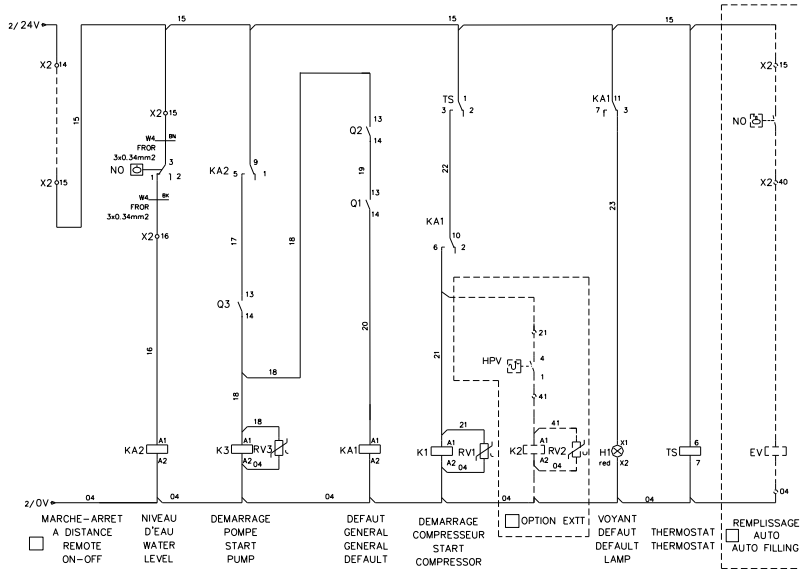 2/24V
15
15
15
X2 14
15
X2 15
X2 15
W4 BN
FROR
3x0.34mm2
NO
3
1 2
W4 BK
FROR
3x0.34mm2
X2 16
16
KA2
A1
A2
9
KA2 5 1
17
13
Q3
14
18
18
18
18
K3
A1
A2
RV3
04
13
Q2
14
19
13
Q1
14
20
KA1
A1
A2
TS 1
3 2
22
KA1
10
6 2
21
21
K1
A1
A2
RV1
04
21
HPV
4
1
41
41
K2
A1
A2
RV2
04
KA1 11
7 3
23
H1
red
X1
X2
6
TS
7
X2 15
NO
X2 40
EV
04
2/0V
04
04
04
04
04
04
MARCHE-ARRET
A DISTANCE
REMOTE
ON-OFF
NIVEAU
D'EAU
WATER
LEVEL
DEMARRAGE
POMPE
START
PUMP
DEFAUT
GENERAL
GENERAL
DEFAULT
DEMARRAGE
COMPRESSEUR
START
COMPRESSOR
OPTION EXTT
VOYANT
DEFAUT
DEFAULT
LAMP
THERMOSTAT
THERMOSTAT
REMPLISSAGE
AUTO
AUTO FILLING